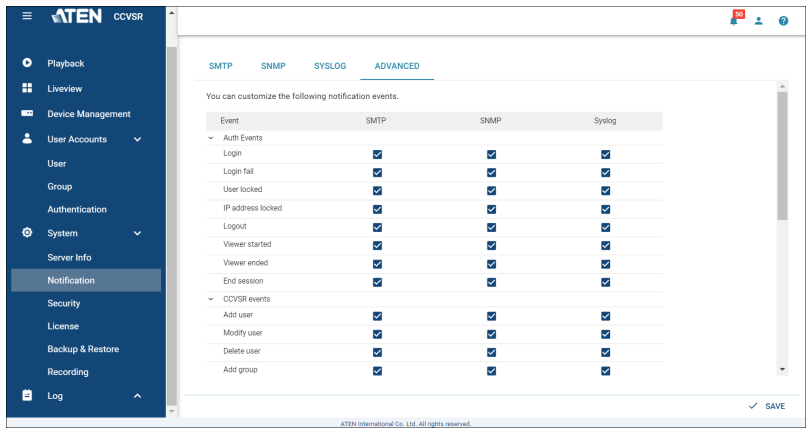 ATEN CCVSR
50
Playback
Liveview
Device Management
User Accounts
User
Group
Authentication
System
Server Info
Notification
Security
License
Backup & Restore
Recording
Log
SMTP SNMP SYSLOG ADVANCED
You can customize the following notification events.
Event SMTP SNMP Syslog
Auth Events
Login
Login fail
User locked
IP address locked
Logout
Viewer started
Viewer ended
End session
CCVSR events
Add user
Modify user
Delete user
Add group
SAVE
ATEN International Co. Ltd. All rights reserved.